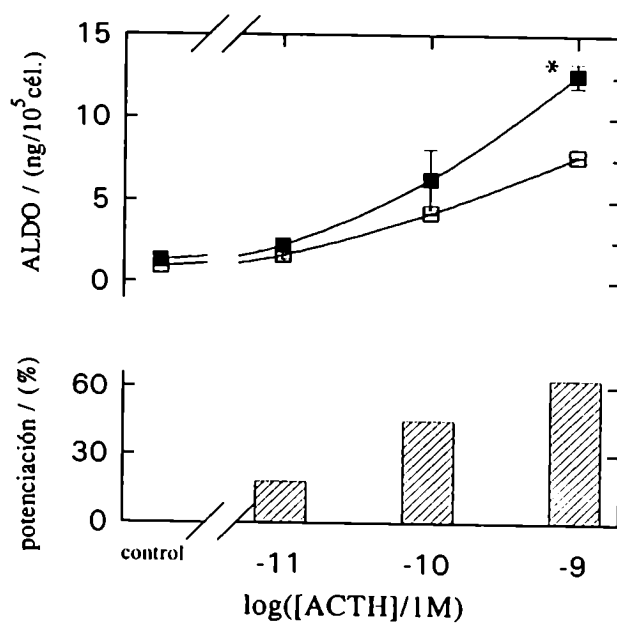 15
10
5
0
ALDO / (ng/10⁵cél.)
*
60
30
0
potenciación / (%)
control
-11
-10
-9
log([ACTH]/1M)